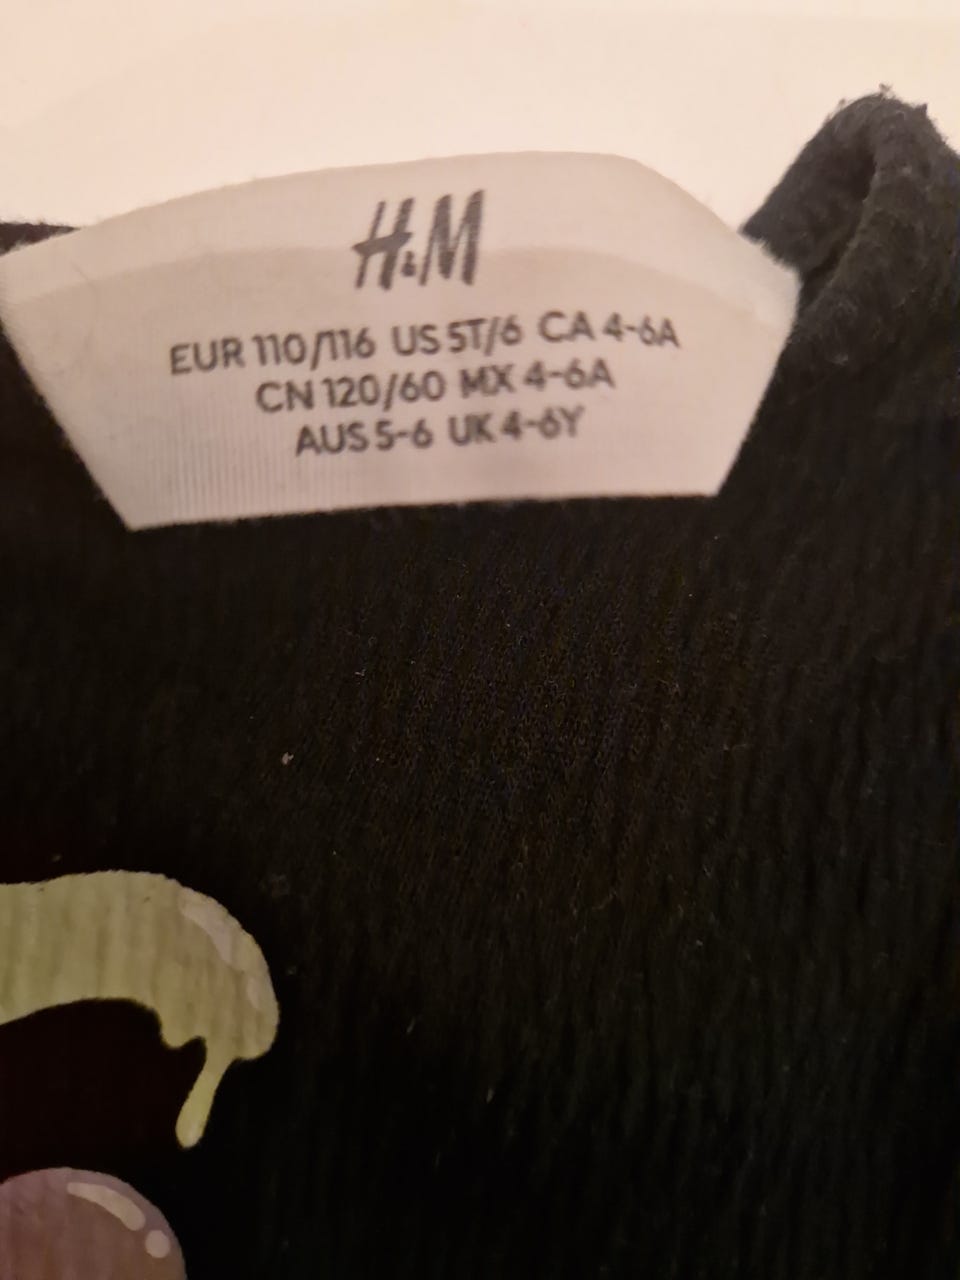 H&M
EUR 110/116 US 5T/6 CA 4-6A
CN 120/60 MX 4-6A
AUS 5-6 UK 4-6Y